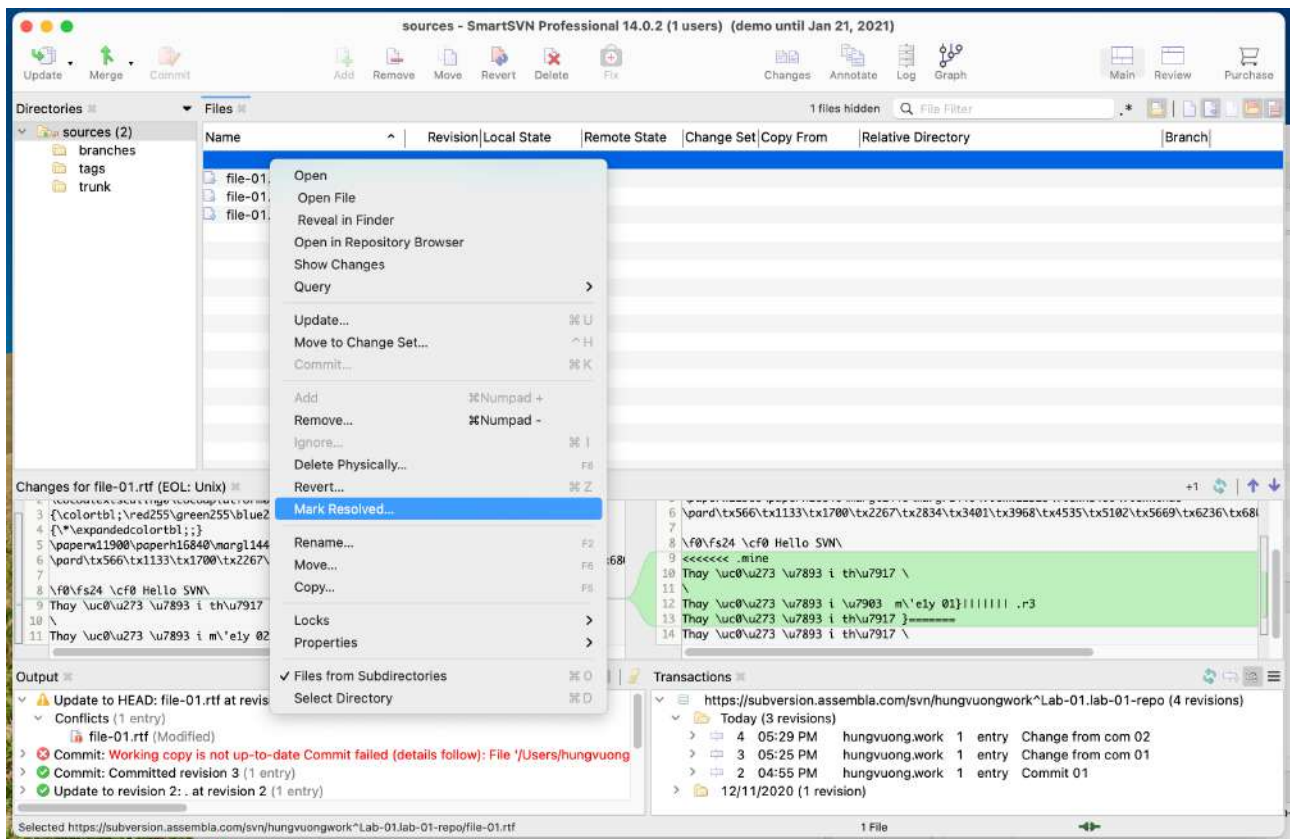 sources - SmartSVN Professional 14.0.2 (1 users) (demo until Jan 21, 2021)
Update Merge Commit Add Remove Move Revert Delete Fix Changes Annotate Log Graph Main Review Purchase
Directories
sources (2)
branches
tags
trunk
Files
1 files hidden
File Filter
.*
Name Revision Local State Remote State Change Set Copy From Relative Directory Branch
file-01.
file-01.
file-01.
Open
Open File
Reveal in Finder
Open in Repository Browser
Show Changes
Query
Update... ⌘U
Move to Change Set... ^H
Commit... ⌘K
Add ⌘Numpad +
Remove... ⌘Numpad -
Ignore... ⌘I
Delete Physically... F8
Revert... ⌘Z
Mark Resolved...
Rename... F2
Move... F6
Copy... F5
Locks
Properties
✓ Files from Subdirectories ⌘O
Select Directory ⌘D
Changes for file-01.rtf (EOL: Unix)
+1
3 {\colortbl;\red255\green255\blue2
4 {\*\expandedcolortbl;;}
5 \paperw11900\paperh16840\margl144
6 \pard\tx566\tx1133\tx1700\tx2267\
7
8 \f0\fs24 \cf0 Hello SVN\
9 Thay \uc0\u273 \u7893 i th\u7917
10 \
11 Thay \uc0\u273 \u7893 i m\'e1y 02
6 \pard\tx566\tx1133\tx1700\tx2267\tx2834\tx3401\tx3968\tx4535\tx5102\tx5669\tx6236\tx68
7
8 \f0\fs24 \cf0 Hello SVN\
9 <<<<<<< .mine
10 Thay \uc0\u273 \u7893 i th\u7917 \
11 \
12 Thay \uc0\u273 \u7893 i \u7903 m\'e1y 01}||||||| .r3
13 Thay \uc0\u273 \u7893 i th\u7917 }=======
14 Thay \uc0\u273 \u7893 i th\u7917 \
Output
Update to HEAD: file-01.rtf at revis
Conflicts (1 entry)
file-01.rtf (Modified)
Commit: Working copy is not up-to-date Commit failed (details follow): File '/Users/hungvuong
Commit: Committed revision 3 (1 entry)
Update to revision 2: . at revision 2 (1 entry)
Transactions
https://subversion.assembla.com/svn/hungvuongwork^Lab-01.lab-01-repo (4 revisions)
Today (3 revisions)
4 05:29 PM hungvuong.work 1 entry Change from com 02
3 05:25 PM hungvuong.work 1 entry Change from com 01
2 04:55 PM hungvuong.work 1 entry Commit 01
12/11/2020 (1 revision)
Selected https://subversion.assembla.com/svn/hungvuongwork^Lab-01.lab-01-repo/file-01.rtf
1 File